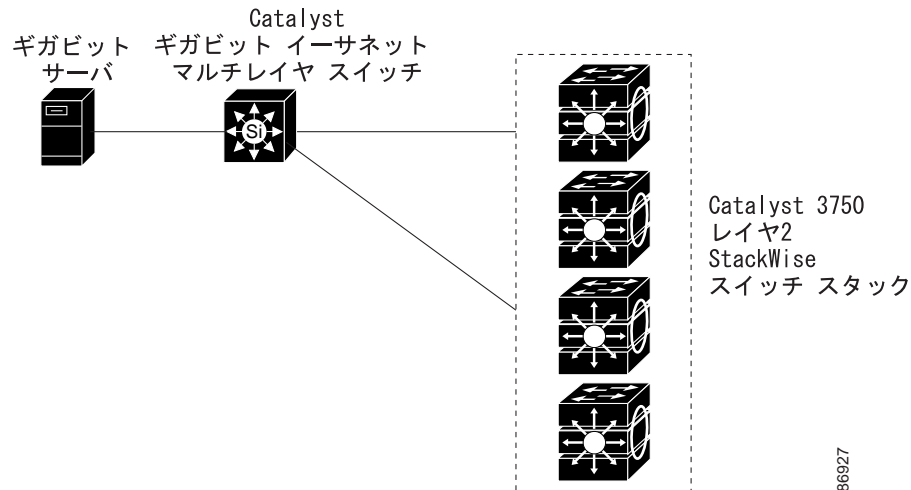 ギガビット
サーバ
Catalyst
ギガビット イーサネット
マルチレイヤ スイッチ
Si
Catalyst 3750
レイヤ2
StackWise
スイッチ スタック
86927